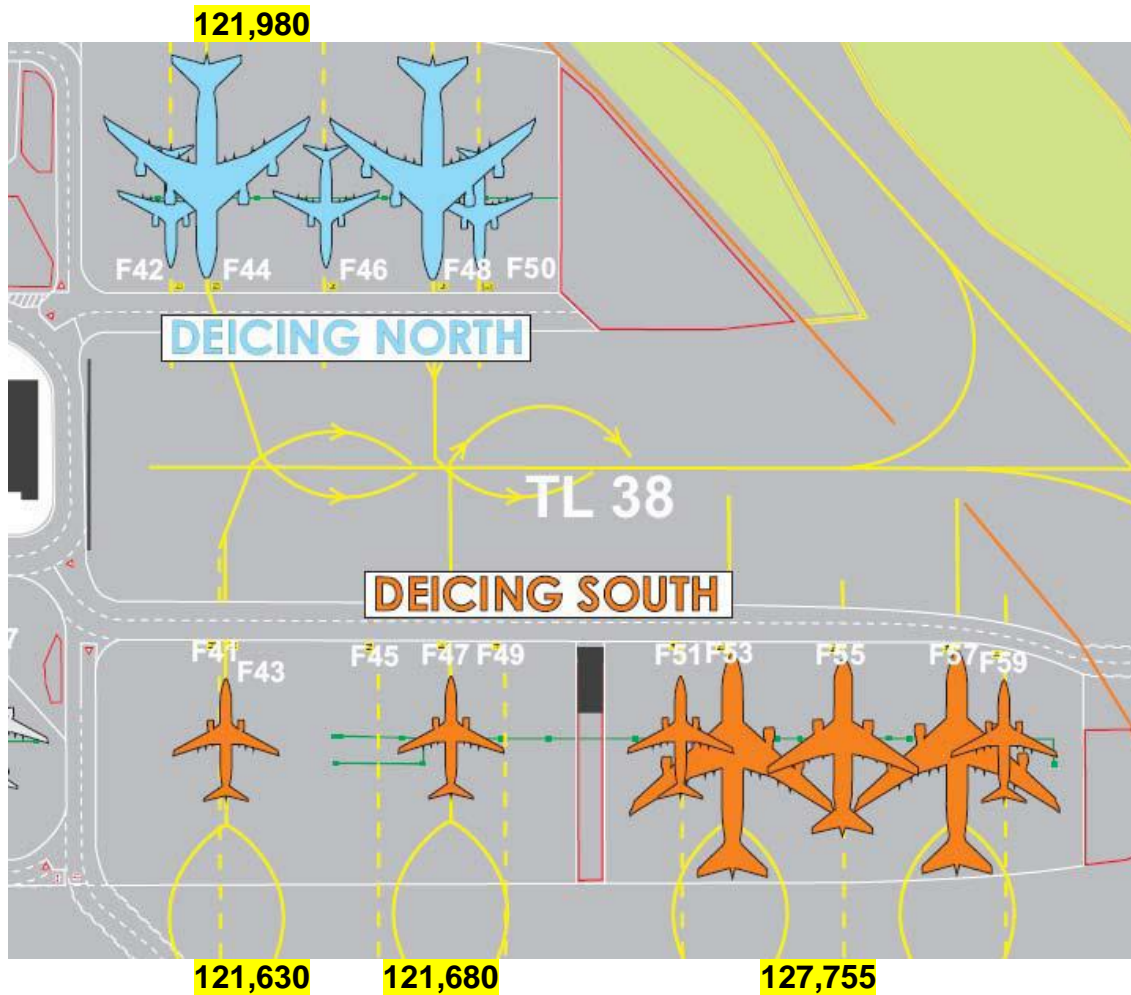 121,980
F42 F44 F46 F48 F50
DEICING NORTH
TL 38
DEICING SOUTH
F41 F43 F45 F47 F49 F51 F53 F55 F57 F59
121,630 121,680 127,755